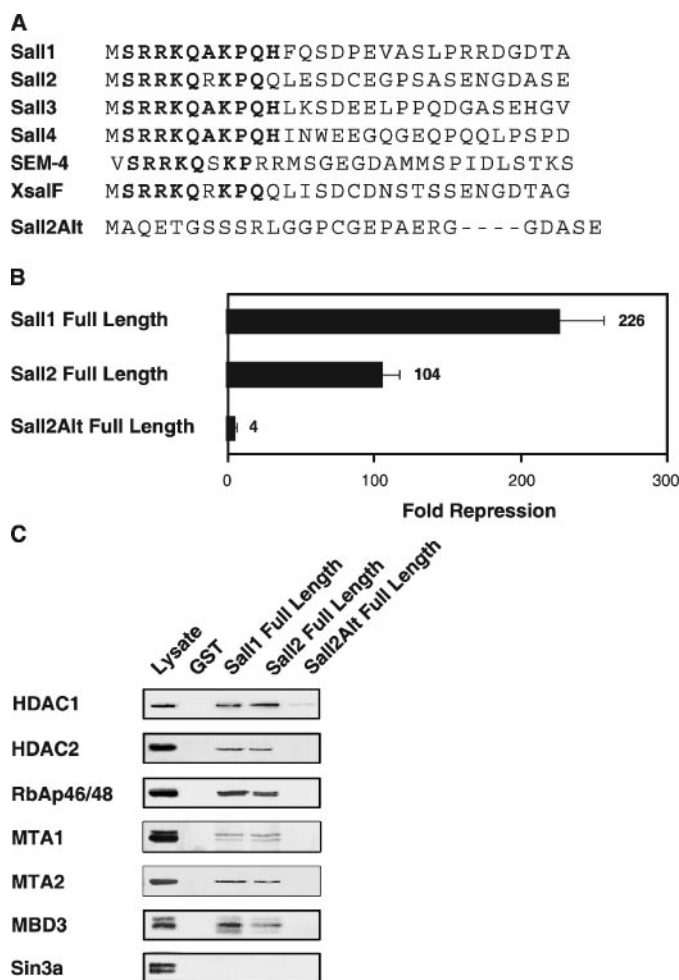 A
Sall1 MSRRKQAKPQHFQSDPEVASLPRRDGDTA
Sall2 MSRRKQRKPQQLESDCEGPSASENGDASE
Sall3 MSRRKQAKPQHLKSDEELPPQDGASEHGV
Sall4 MSRRKQAKPQHINWEEGQGEQPQQLPSPD
SEM-4 VSRRKQSKPRRMSGEGDAMMSPIDLSTKS
XsalF MSRRKQRKPQQLISDCDNSTSSENGDTAG
Sall2Alt MAQETGSSSRLGGPCGEPAERG----GDASE
B
Sall1 Full Length 226
Sall2 Full Length 104
Sall2Alt Full Length 4
0 100 200 300
Fold Repression
C
Lysate
GST
Sall1 Full Length
Sall2 Full Length
Sall2Alt Full Length
HDAC1
HDAC2
RbAp46/48
MTA1
MTA2
MBD3
Sin3a